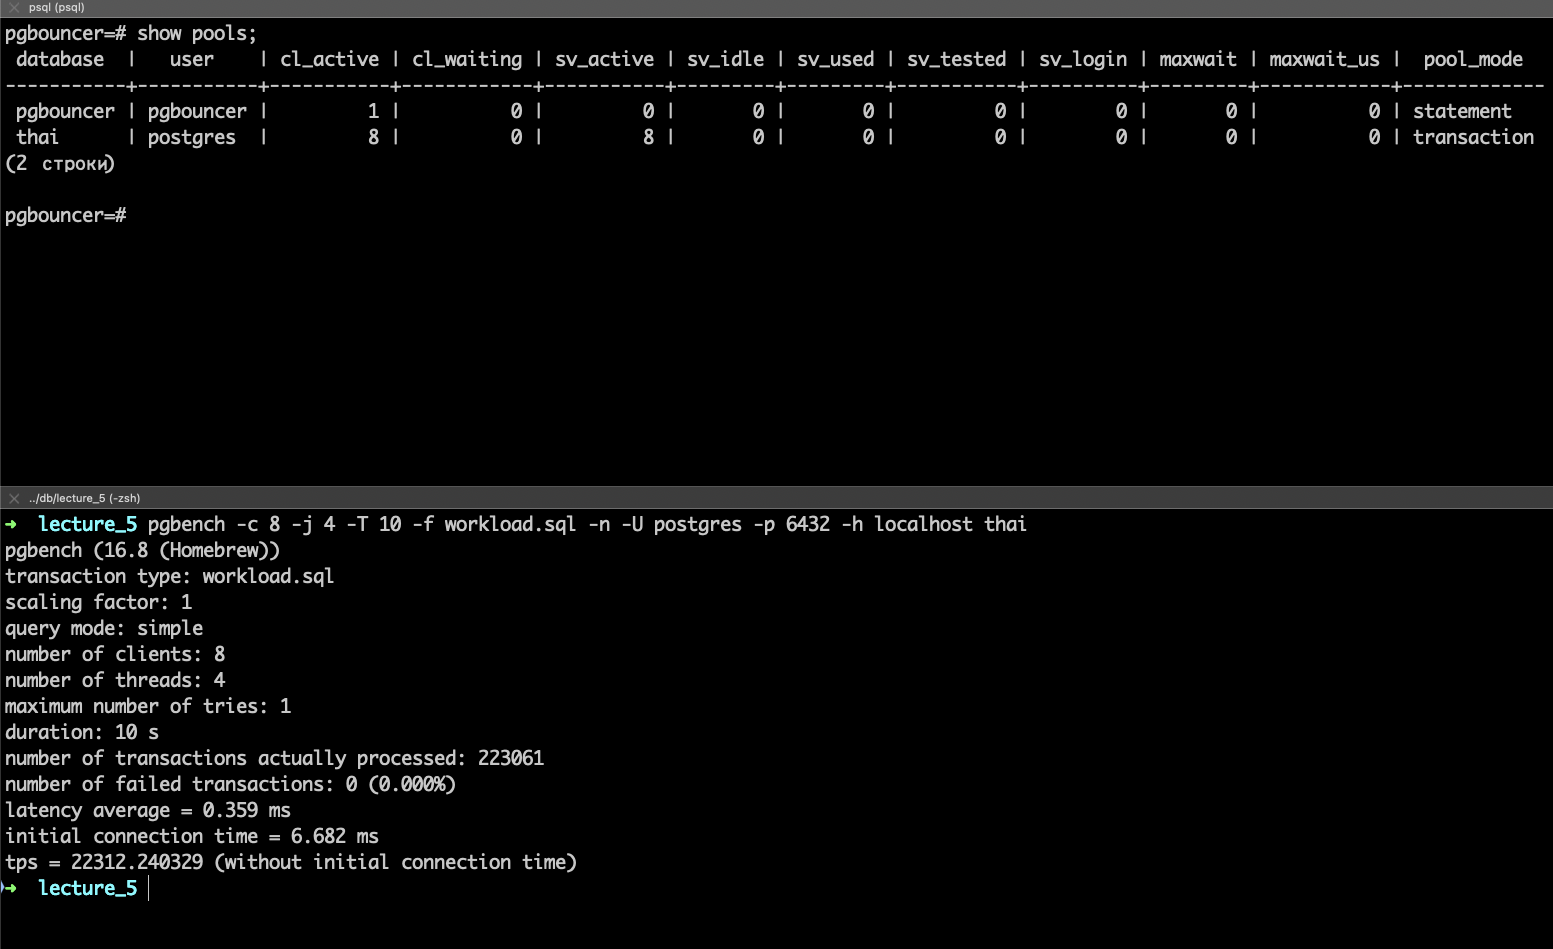 psql (psql)
pgbouncer=# show pools;
 database  |   user    | cl_active | cl_waiting | sv_active | sv_idle | sv_used | sv_tested | sv_login | maxwait | maxwait_us |  pool_mode
-----------+-----------+-----------+------------+-----------+---------+---------+-----------+----------+---------+------------+-------------
 pgbouncer | pgbouncer |         1 |          0 |         0 |       0 |       0 |         0 |        0 |       0 |          0 | statement
 thai      | postgres  |         8 |          0 |         8 |       0 |       0 |         0 |        0 |       0 |          0 | transaction
(2 строки)
pgbouncer=#
../db/lecture_5 (-zsh)
➜  lecture_5 pgbench -c 8 -j 4 -T 10 -f workload.sql -n -U postgres -p 6432 -h localhost thai
pgbench (16.8 (Homebrew))
transaction type: workload.sql
scaling factor: 1
query mode: simple
number of clients: 8
number of threads: 4
maximum number of tries: 1
duration: 10 s
number of transactions actually processed: 223061
number of failed transactions: 0 (0.000%)
latency average = 0.359 ms
initial connection time = 6.682 ms
tps = 22312.240329 (without initial connection time)
➜  lecture_5